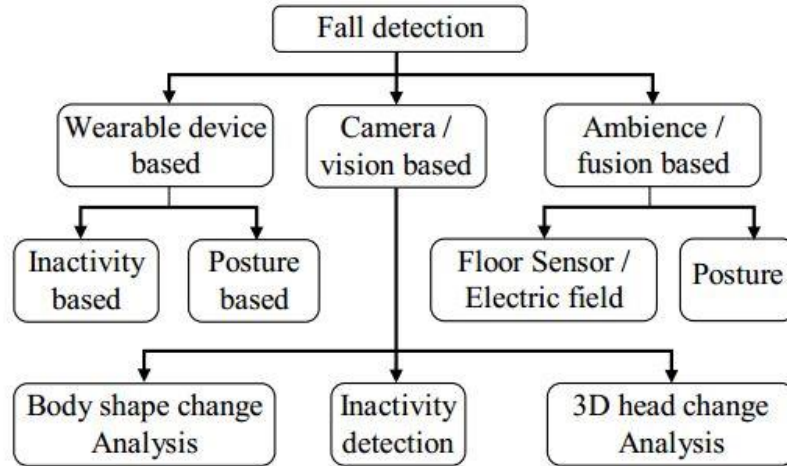 Fall detection
Wearable device
based
Camera /
vision based
Ambience /
fusion based
Inactivity
based
Posture
based
Floor Sensor /
Electric field
Posture
Body shape change
Analysis
Inactivity
detection
3D head change
Analysis